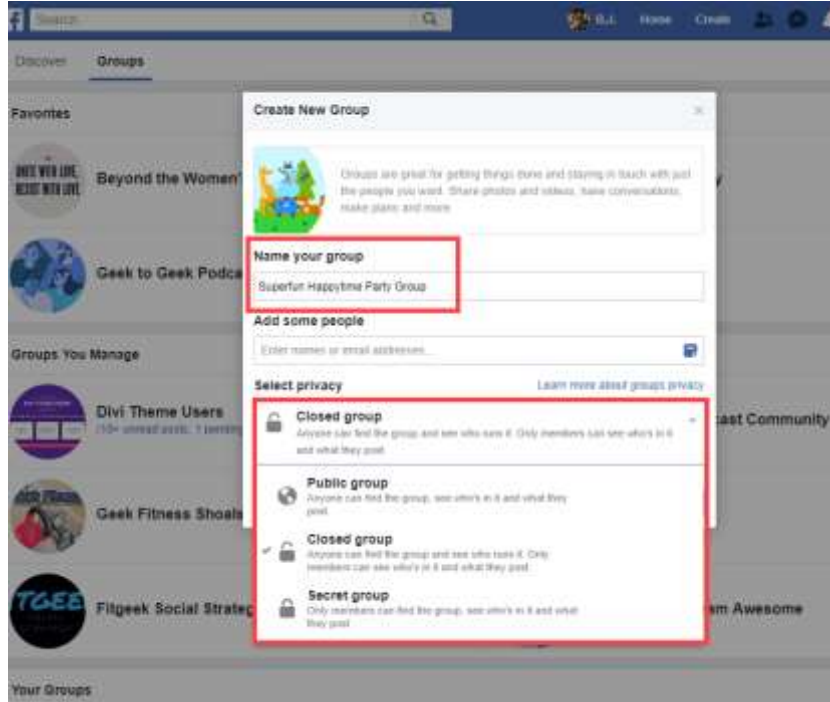 Search
B.J.
Home
Create
Discover
Groups
Favorites
Create New Group
Groups are great for getting things done and staying in touch with just
the people you want. Share photos and videos, have conversations,
make plans and more.
Beyond the Women'
y
Name your group
Superfun Happytime Party Group
Geek to Geek Podca
Add some people
Enter names or email addresses...
Groups You Manage
Select privacy
Learn more about groups privacy
Closed group
Anyone can find the group and see who runs it. Only members can see who's in it
and what they post.
Divi Theme Users
10+ unread posts, 1 pending
cast Community
Public group
Anyone can find the group, see who's in it and what they
post.
Geek Fitness Shoals
Closed group
Anyone can find the group and see who runs it. Only
members can see who's in it and what they post.
Secret group
Only members can find the group, see who's in it and what
they post.
TGEE
Fitgeek Social Strateg
am Awesome
Your Groups